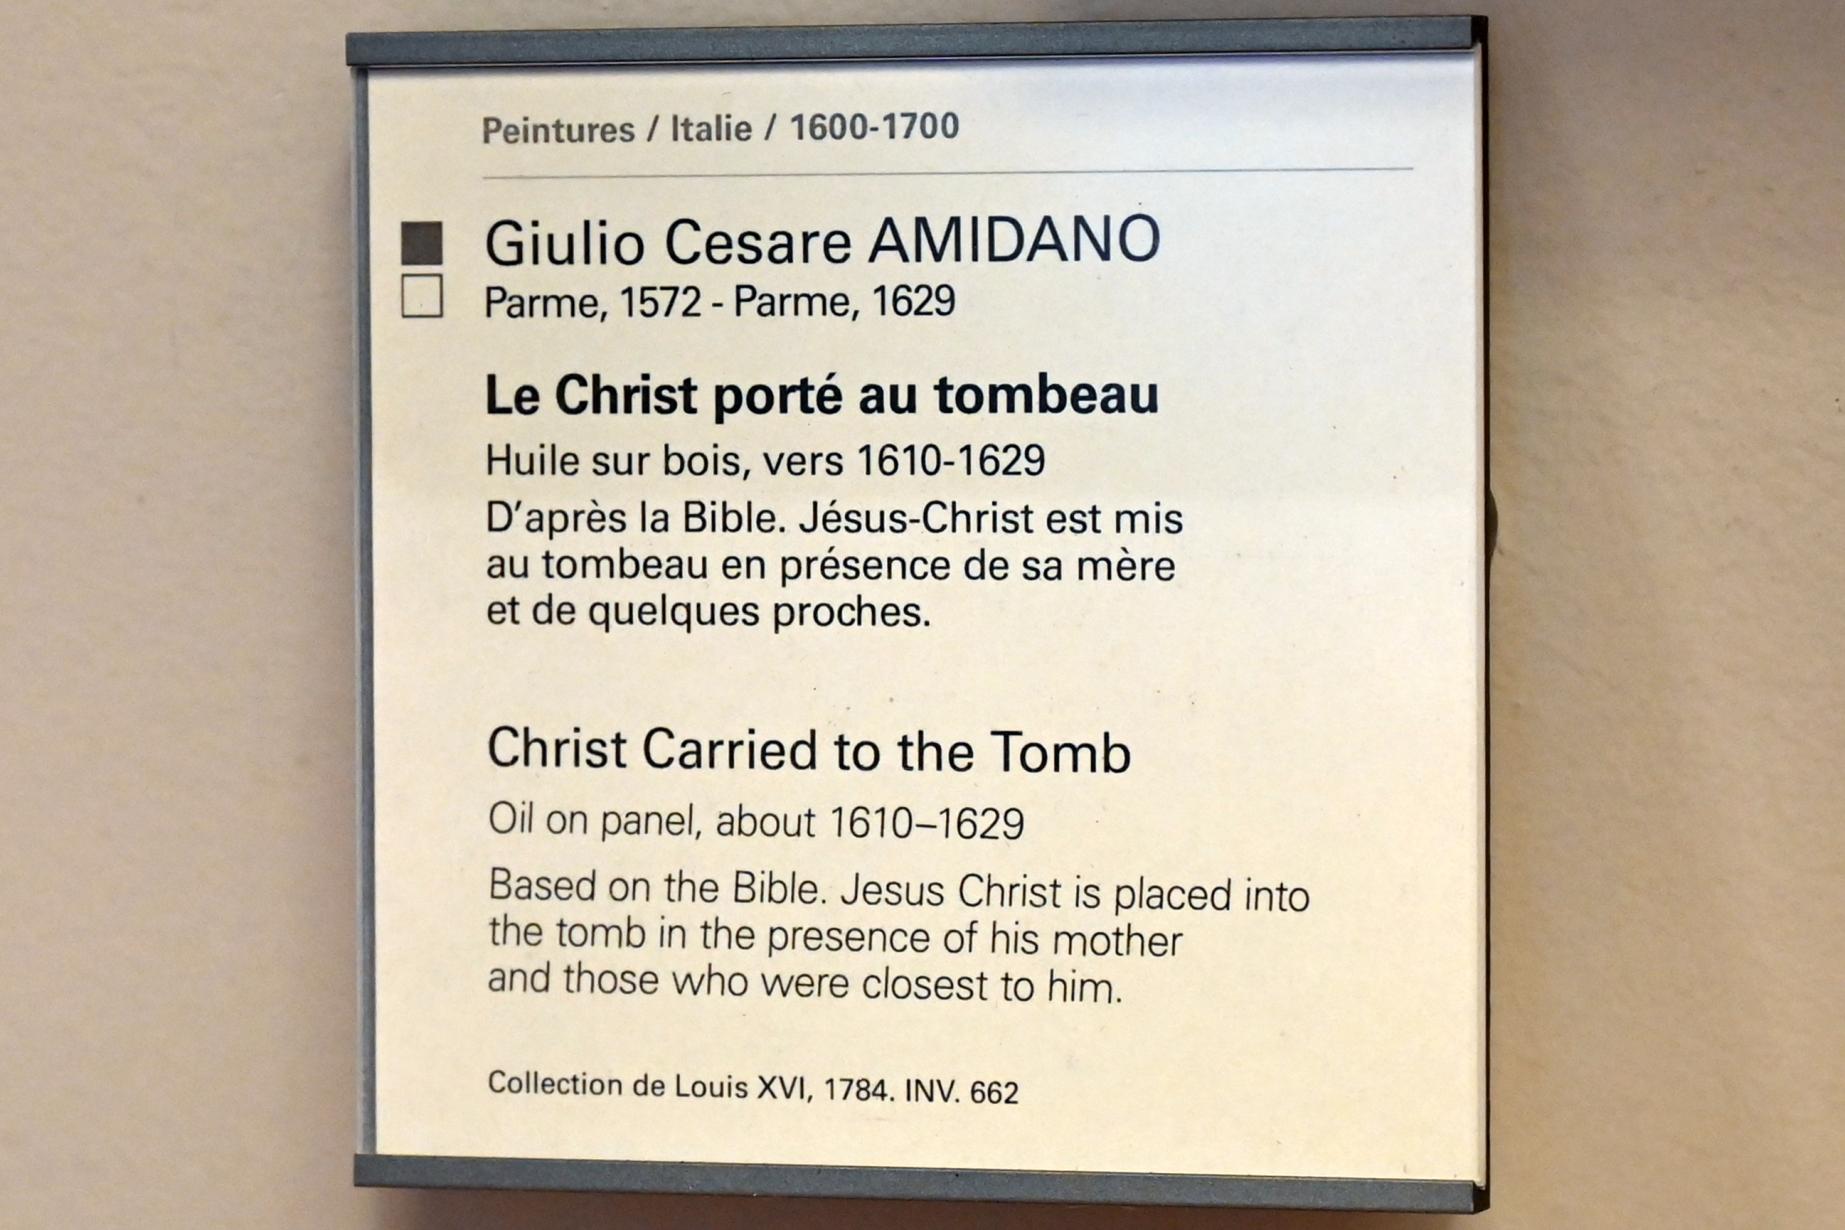 Peintures / Italie / 1600-1700
Giulio Cesare AMIDANO
Parme, 1572 - Parme, 1629
Le Christ porté au tombeau
Huile sur bois, vers 1610-1629
D'après la Bible. Jésus-Christ est mis
au tombeau en présence de sa mère
et de quelques proches.
Christ Carried to the Tomb
Oil on panel, about 1610–1629
Based on the Bible. Jesus Christ is placed into
the tomb in the presence of his mother
and those who were closest to him.
Collection de Louis XVI, 1784. INV. 662